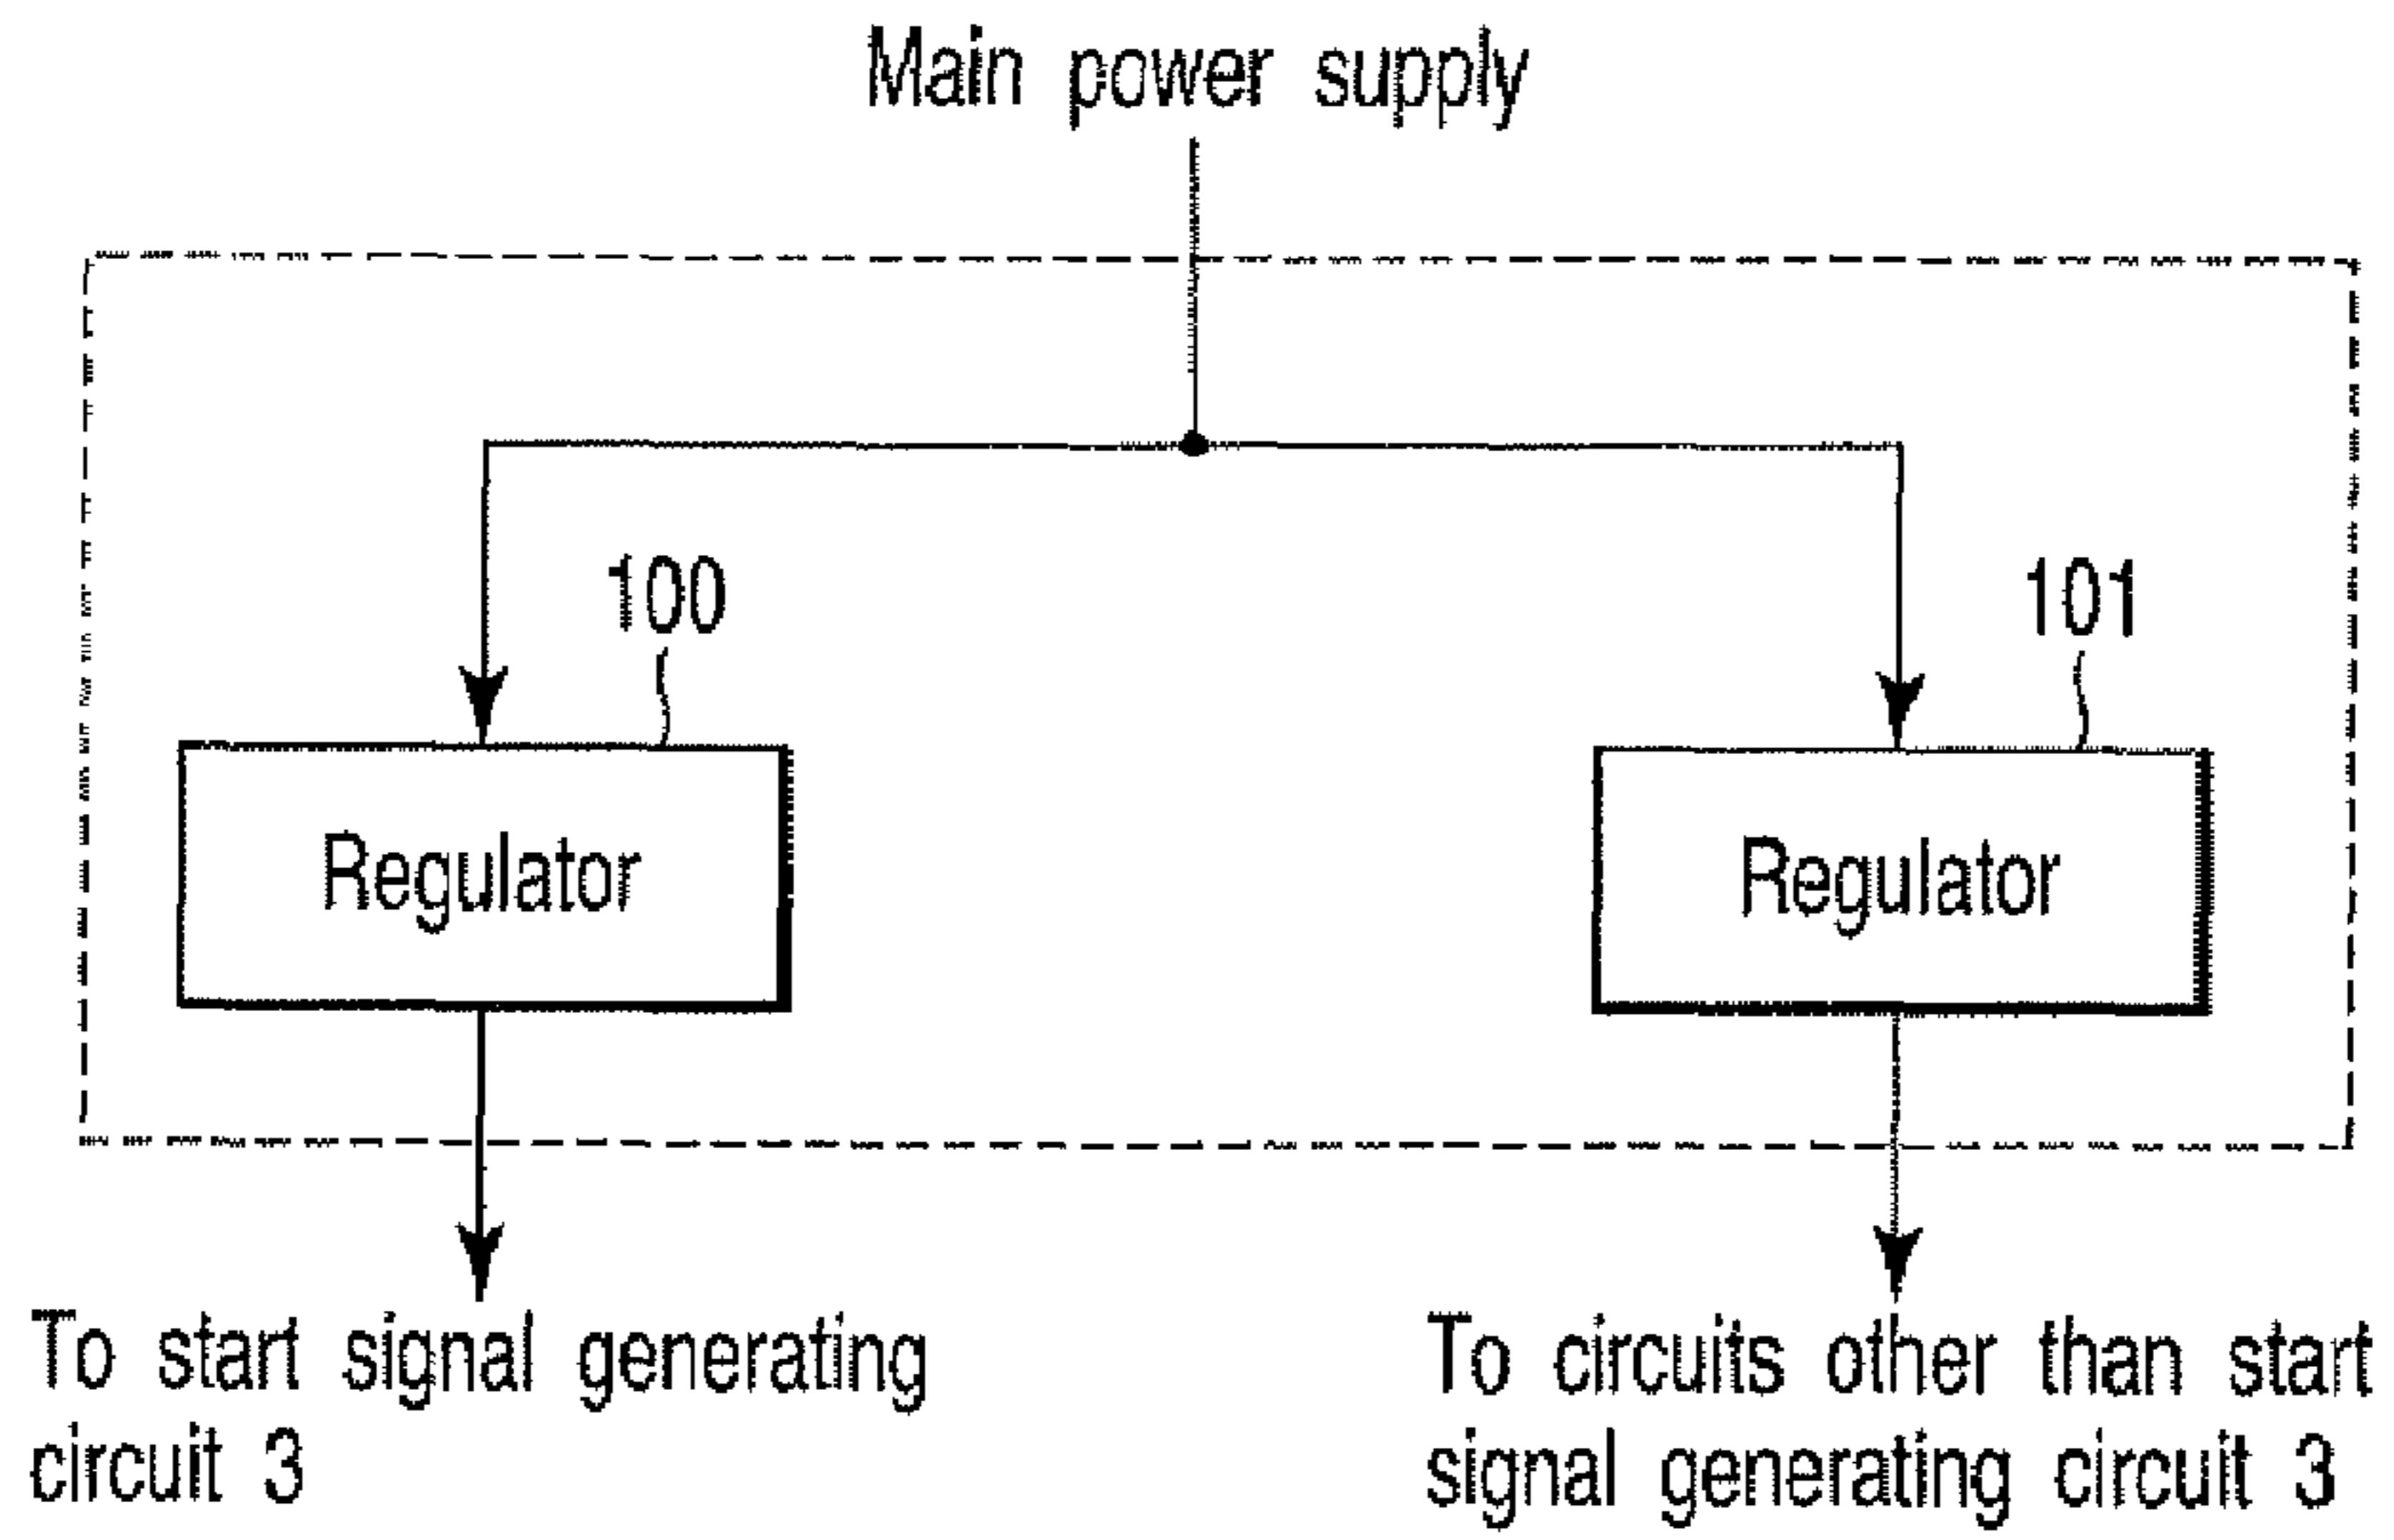 Main power supply
100
101
Regulator
Regulator
To start signal generating
circuit 3
To circuits other than start
signal generating circuit 3